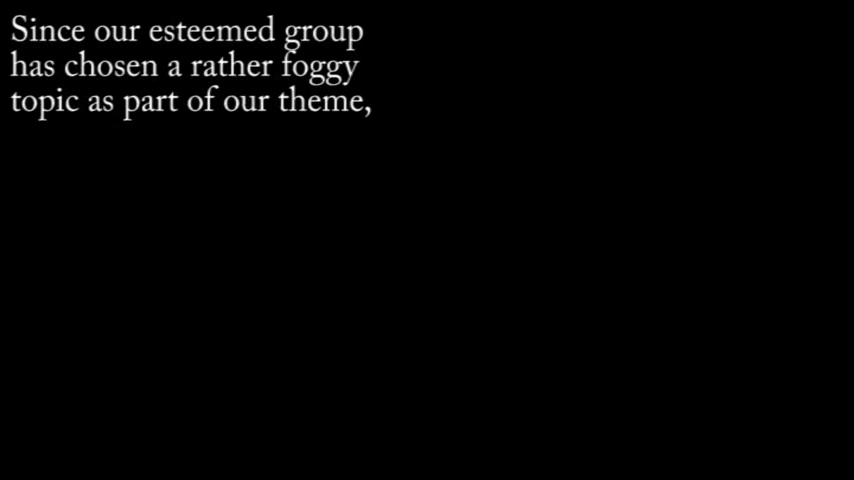 Since our esteemed group
has chosen a rather foggy
topic as part of our theme,